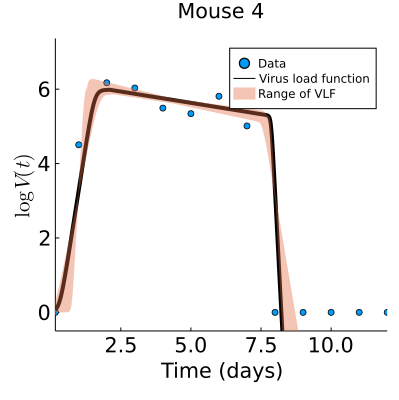 Mouse 4
Data
Virus load function
Range of VLF
log V(t)
6
4
2
0
2.5 5.0 7.5 10.0
Time (days)